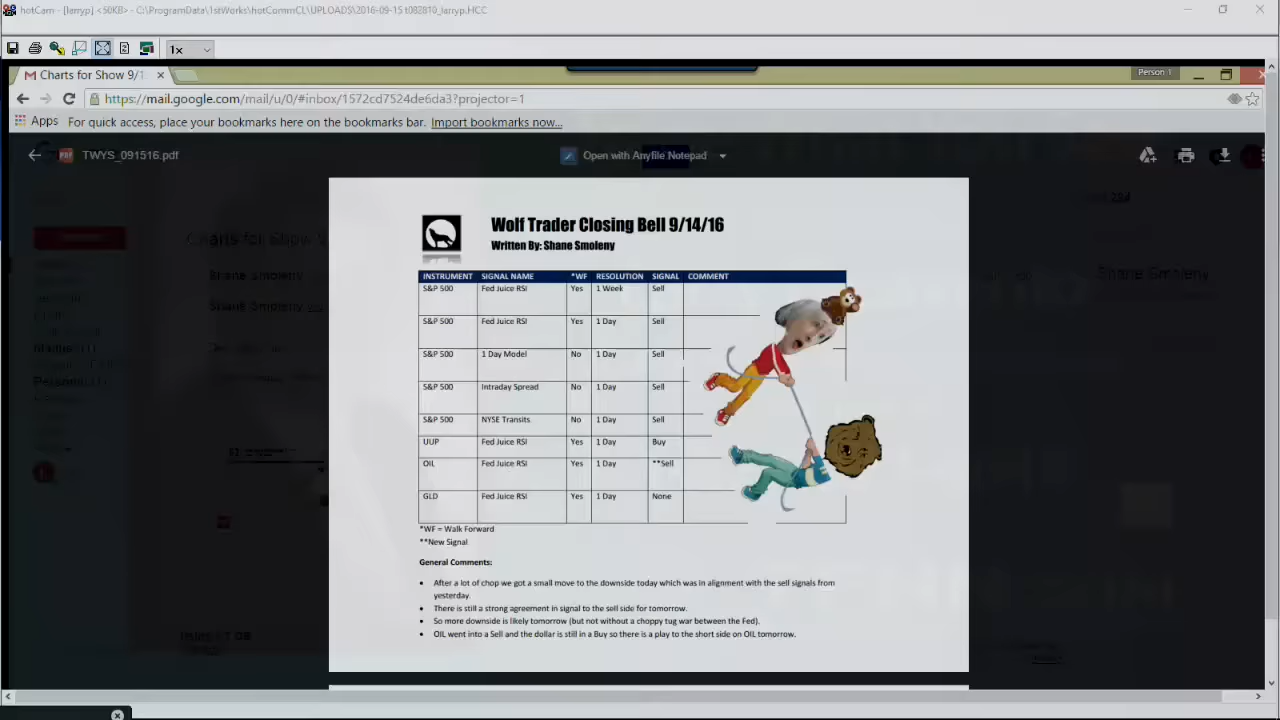 hotCam - [larryp] <50KB> - C:\ProgramData\1stWorks\hotCommCL\UPLOADS\2016-09-15 t082810_larryp.HCC
1x
Charts for Show 9/1
Person 1
https://mail.google.com/mail/u/0/#inbox/1572cd7524de6da3?projector=1
Apps For quick access, place your bookmarks here on the bookmarks bar. Import bookmarks now...
PDF TWYS_091516.pdf
Open with Anyfile Notepad
Charts for Show 9
Shane Smoleny
Shane Smoleny
Shane Smoleny
Wolf Trader Closing Bell 9/14/16
Written By: Shane Smoleny
INSTRUMENT SIGNAL NAME *WF RESOLUTION SIGNAL COMMENT
S&P 500 Fed Juice RSI Yes 1 Week Sell
S&P 500 Fed Juice RSI Yes 1 Day Sell
S&P 500 1 Day Model No 1 Day Sell
S&P 500 Intraday Spread No 1 Day Sell
S&P 500 NYSE Transits No 1 Day Sell
UUP Fed Juice RSI Yes 1 Day Buy
OIL Fed Juice RSI Yes 1 Day **Sell
GLD Fed Juice RSI Yes 1 Day None
*WF = Walk Forward
**New Signal
General Comments:
• After a lot of chop we got a small move to the downside today which was in alignment with the sell signals from
yesterday.
• There is still a strong agreement in signal to the sell side for tomorrow.
• So more downside is likely tomorrow (but not without a choppy tug war between the Fed).
• OIL went into a Sell and the dollar is still in a Buy so there is a play to the short side on OIL tomorrow.